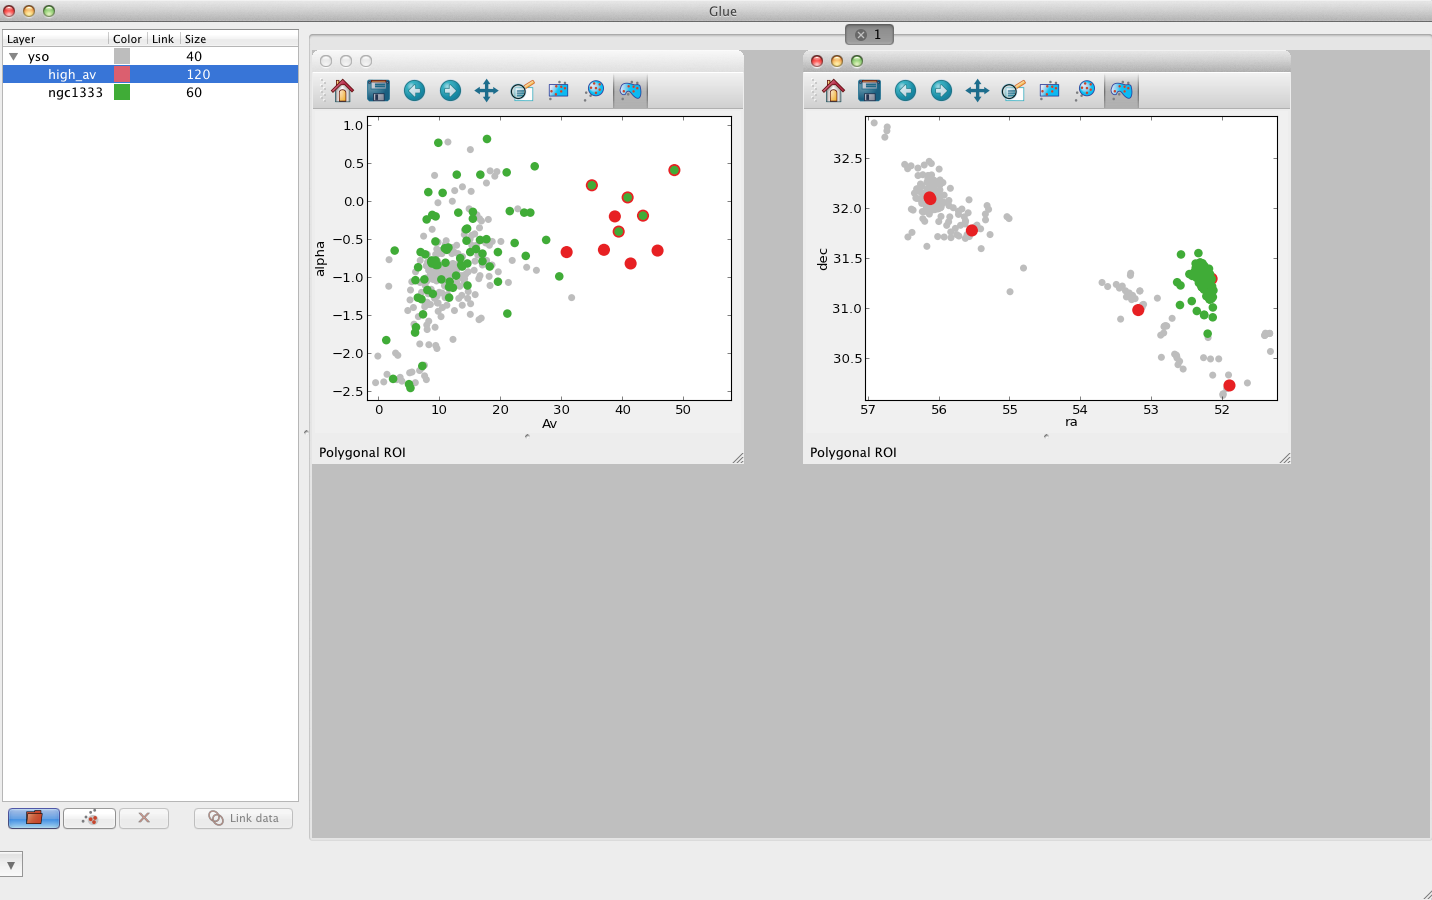 Glue
1
Layer Color Link Size
yso 40
high_av 120
ngc1333 60
Link data
1.0
0.5
0.0
−0.5
−1.0
−1.5
−2.0
−2.5
alpha
0 10 20 30 40 50
Av
Polygonal ROI
32.5
32.0
31.5
31.0
30.5
dec
57 56 55 54 53 52
ra
Polygonal ROI